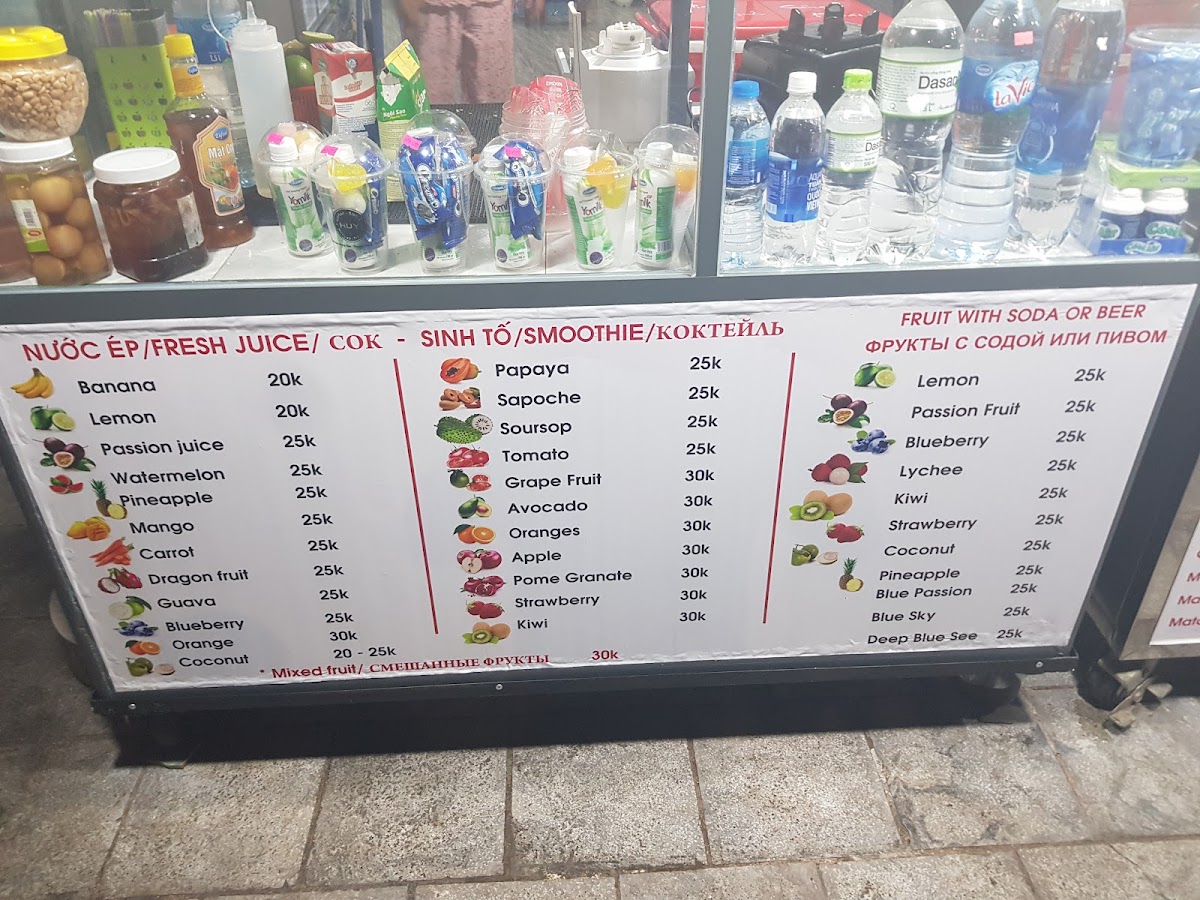 Dasani
LaVie
Dasa
Mật O
Yomilk
Yomilk
NƯỚC ÉP/FRESH JUICE/ СОК - SINH TỐ/SMOOTHIE/КОКТЕЙЛЬ
Banana 20k
Lemon 20k
Passion juice 25k
Watermelon 25k
Pineapple 25k
Mango 25k
Carrot 25k
Dragon fruit 25k
Guava 25k
Blueberry 25k
Orange 30k
Coconut 20 - 25k
* Mixed fruit/ СМЕШАННЫЕ ФРУКТЫ 30k
Papaya 25k
Sapoche 25k
Soursop 25k
Tomato 25k
Grape Fruit 30k
Avocado 30k
Oranges 30k
Apple 30k
Pome Granate 30k
Strawberry 30k
Kiwi 30k
FRUIT WITH SODA OR BEER
ФРУКТЫ С СОДОЙ ИЛИ ПИВОМ
Lemon 25k
Passion Fruit 25k
Blueberry 25k
Lychee 25k
Kiwi 25k
Strawberry 25k
Coconut 25k
Pineapple 25k
Blue Passion 25k
Blue Sky 25k
Deep Blue See 25k